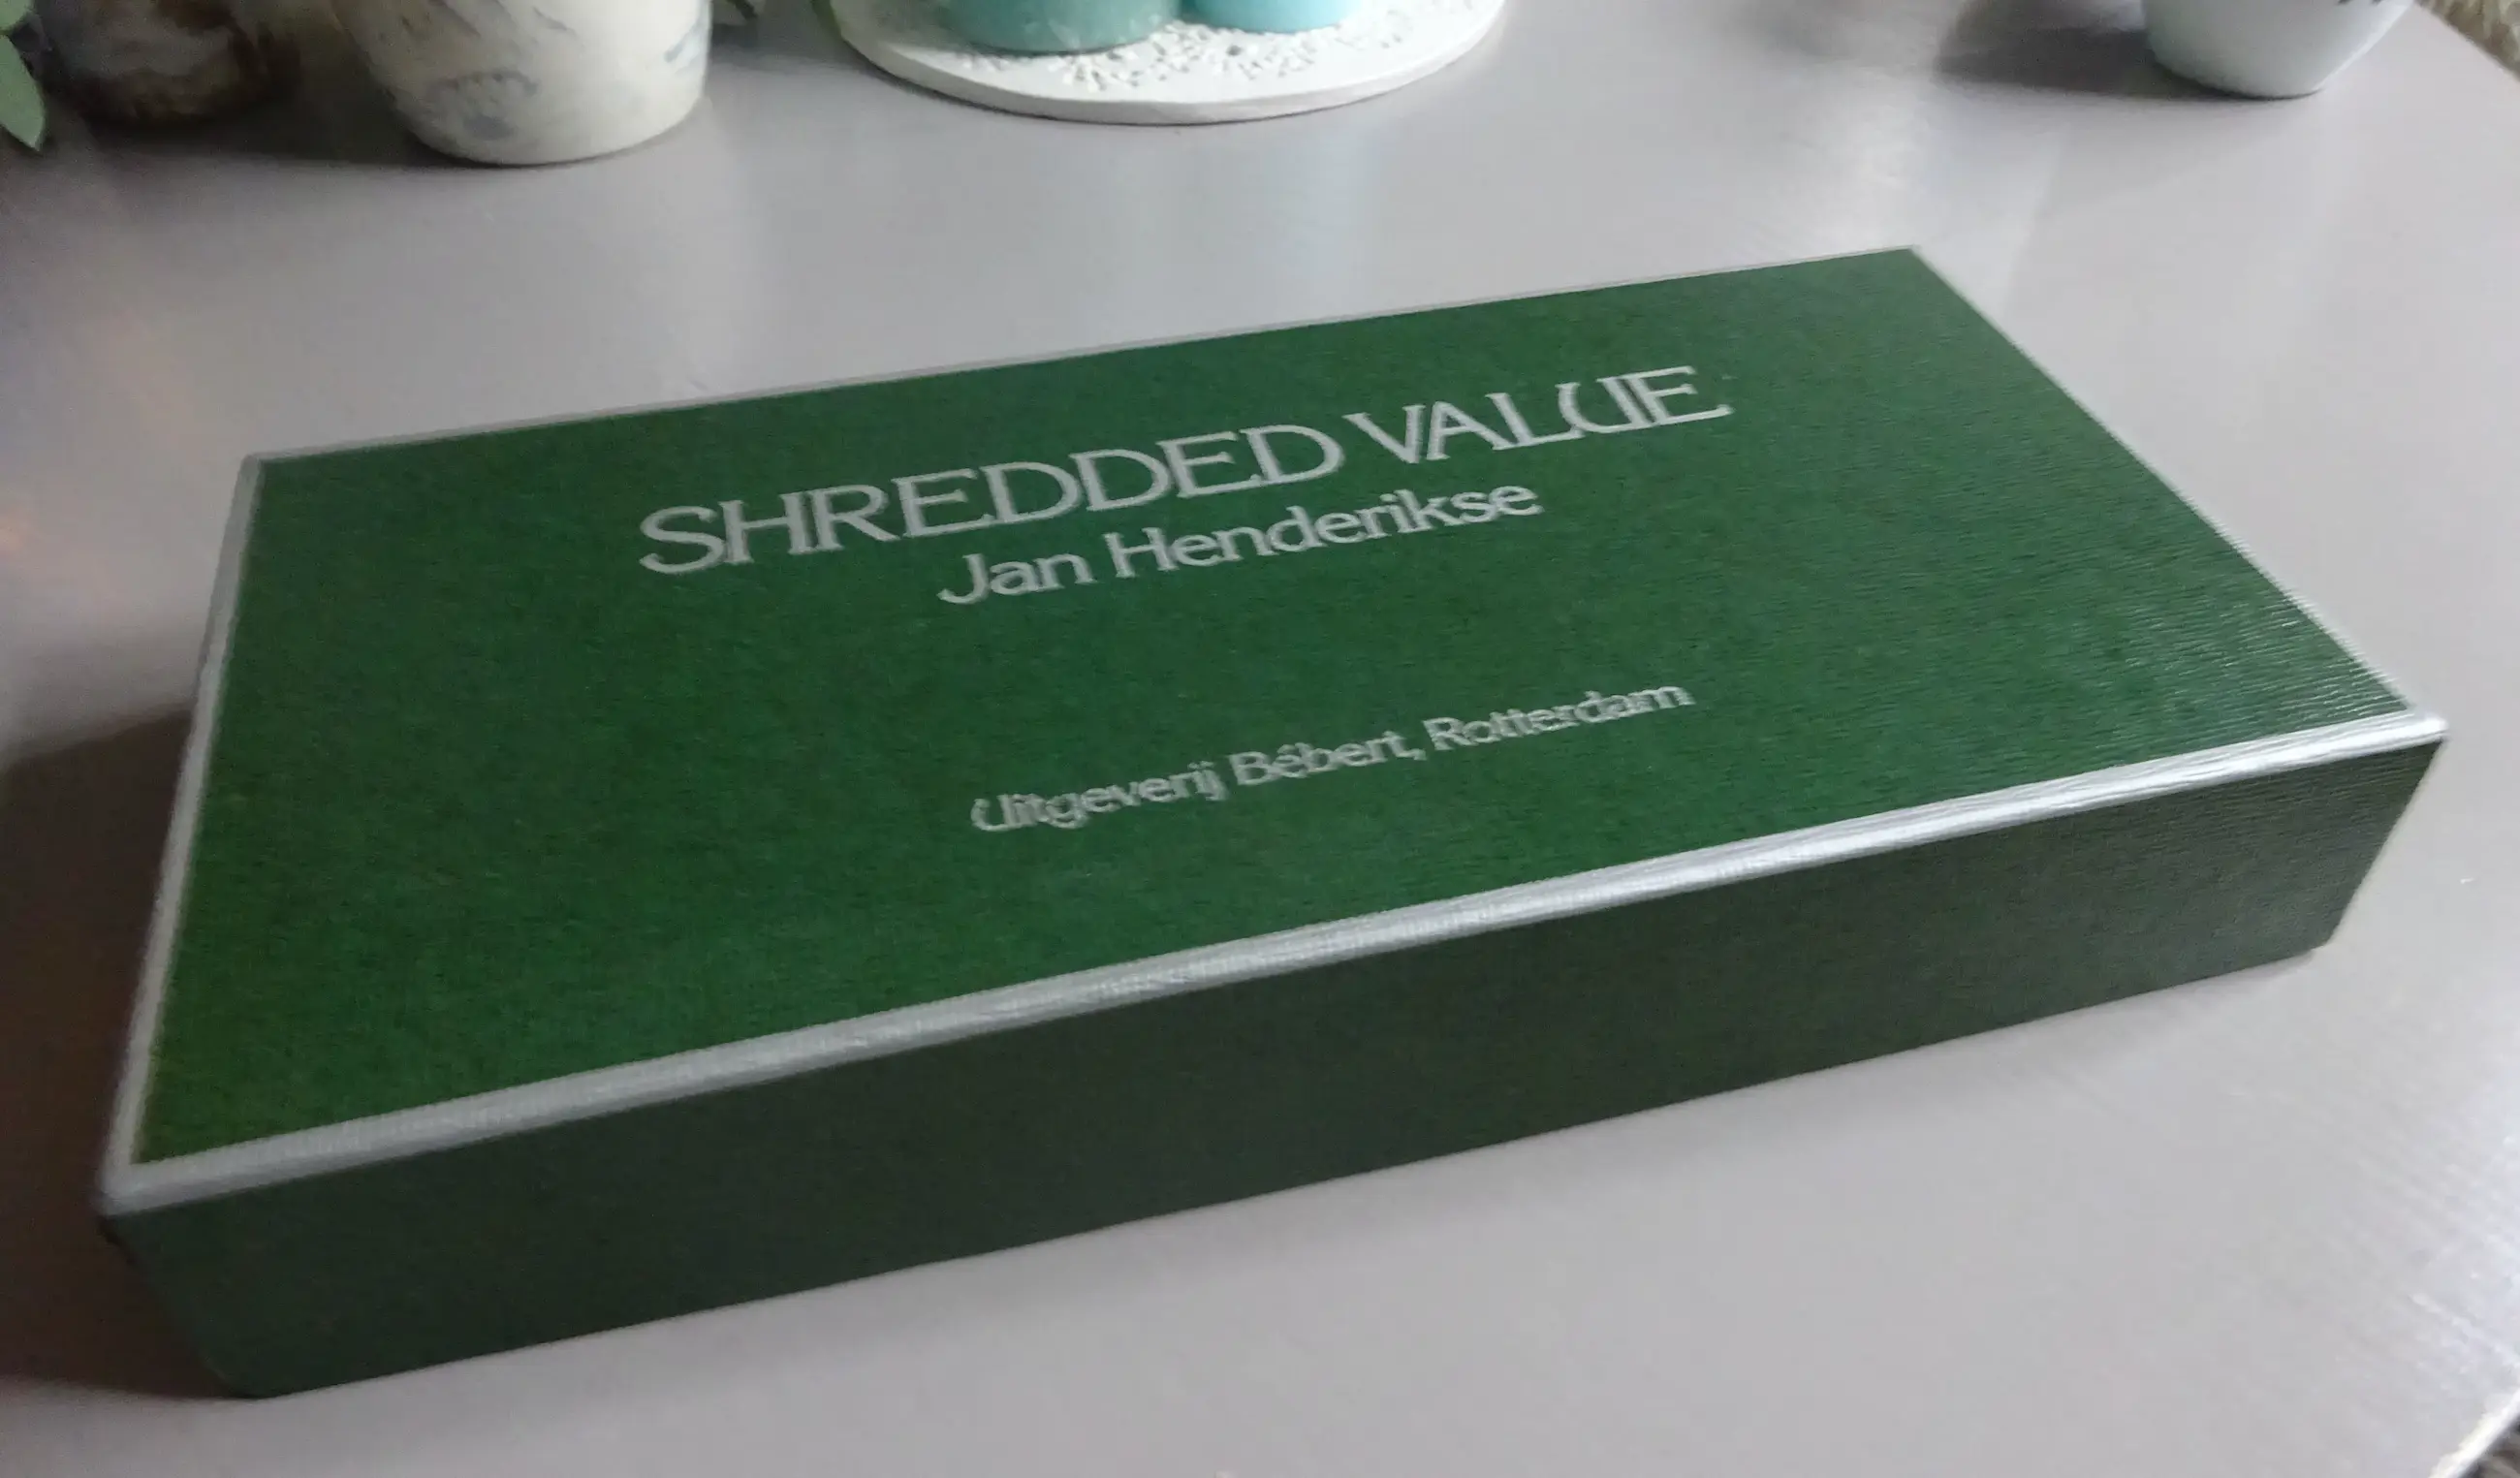 SHREDDED VALUE
Jan Henderikse
Uitgeverij Bébert, Rotterdam